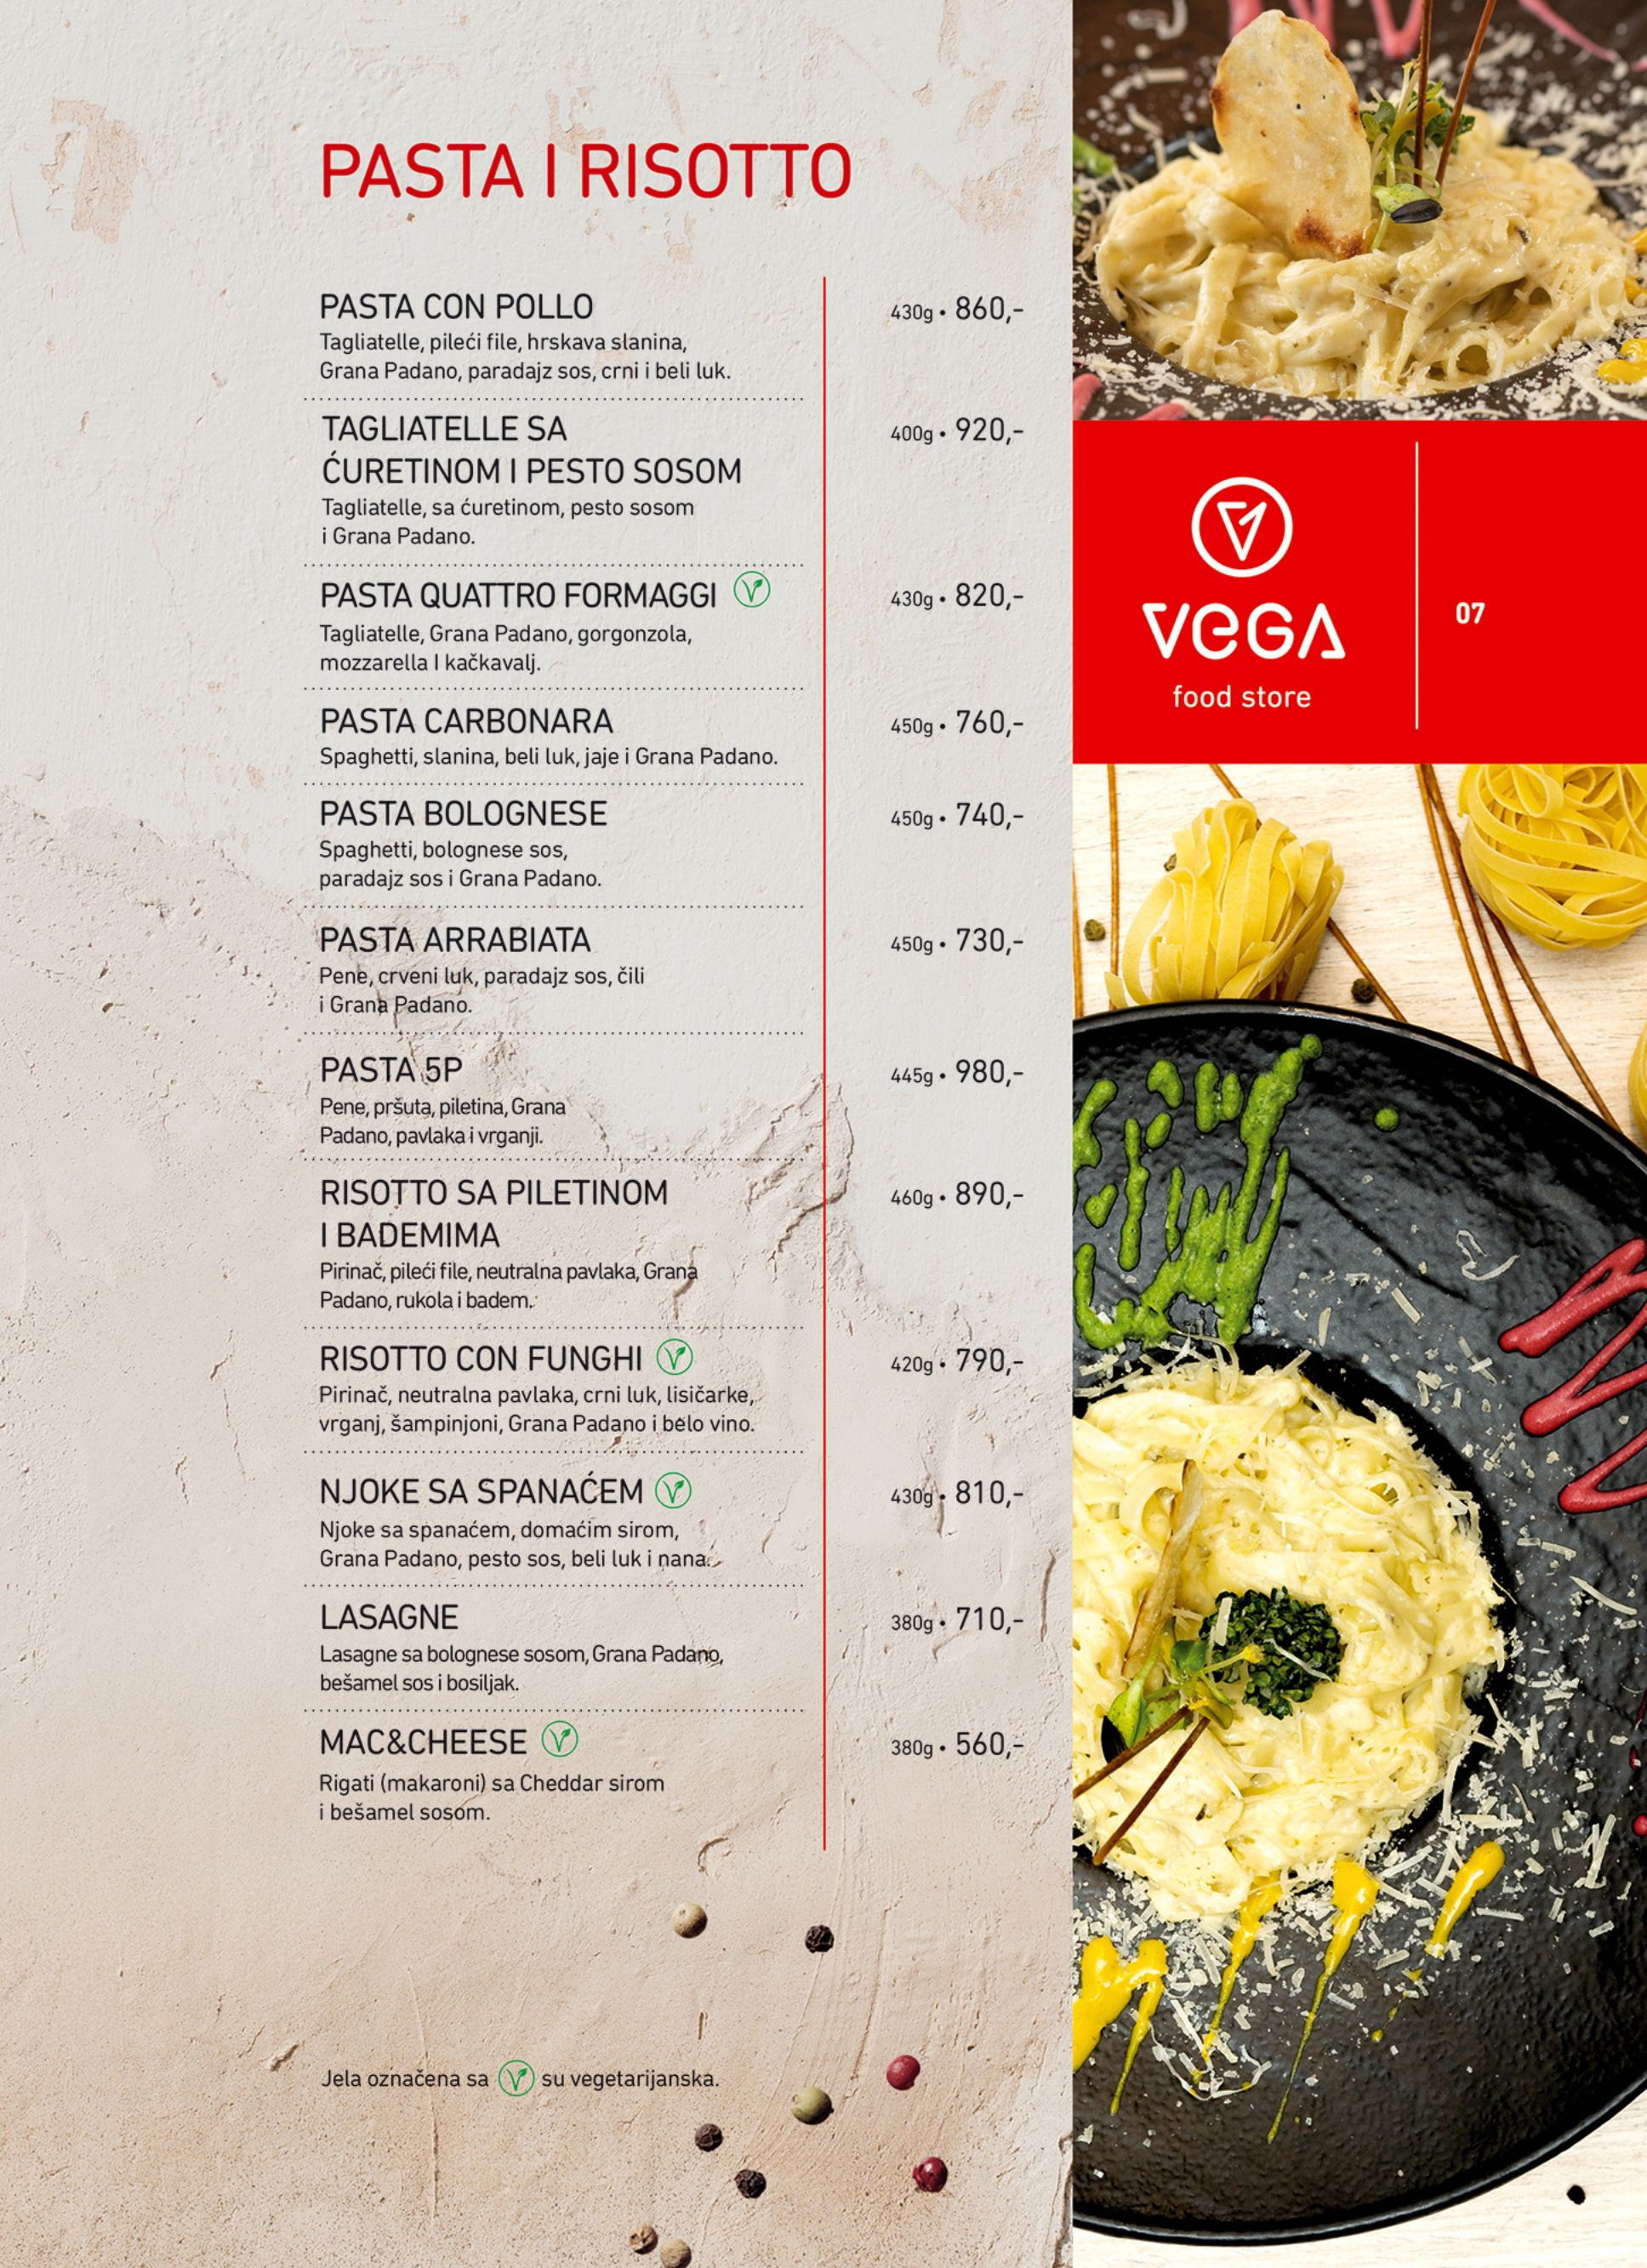 PASTA I RISOTTO
PASTA CON POLLO
430g • 860,-
Tagliatelle, pileći file, hrskava slanina,
Grana Padano, paradajz sos, crni i beli luk.
TAGLIATELLE SA
400g • 920,-
ĆURETINOM I PESTO SOSOM
Tagliatelle, sa ćuretinom, pesto sosom
i Grana Padano.
PASTA QUATTRO FORMAGGI V
430g • 820,-
Tagliatelle, Grana Padano, gorgonzola,
mozzarella I kačkavalj.
PASTA CARBONARA
450g • 760,-
Spaghetti, slanina, beli luk, jaje i Grana Padano.
PASTA BOLOGNESE
450g • 740,-
Spaghetti, bolognese sos,
paradajz sos i Grana Padano.
PASTA ARRABIATA
450g • 730,-
Pene, crveni luk, paradajz sos, čili
i Grana Padano.
PASTA 5P
445g • 980,-
Pene, pršuta, piletina, Grana
Padano, pavlaka i vrganji.
RISOTTO SA PILETINOM
460g • 890,-
I BADEMIMA
Pirinač, pileći file, neutralna pavlaka, Grana
Padano, rukola i badem.
RISOTTO CON FUNGHI V
420g • 790,-
Pirinač, neutralna pavlaka, crni luk, lisičarke,
vrganj, šampinjoni, Grana Padano i belo vino.
NJOKE SA SPANAĆEM V
430g • 810,-
Njoke sa spanaćem, domaćim sirom,
Grana Padano, pesto sos, beli luk i nana.
LASAGNE
380g • 710,-
Lasagne sa bolognese sosom, Grana Padano,
bešamel sos i bosiljak.
MAC&CHEESE V
380g • 560,-
Rigati (makaroni) sa Cheddar sirom
i bešamel sosom.
Jela označena sa V su vegetarijanska.
VeGA
food store
07